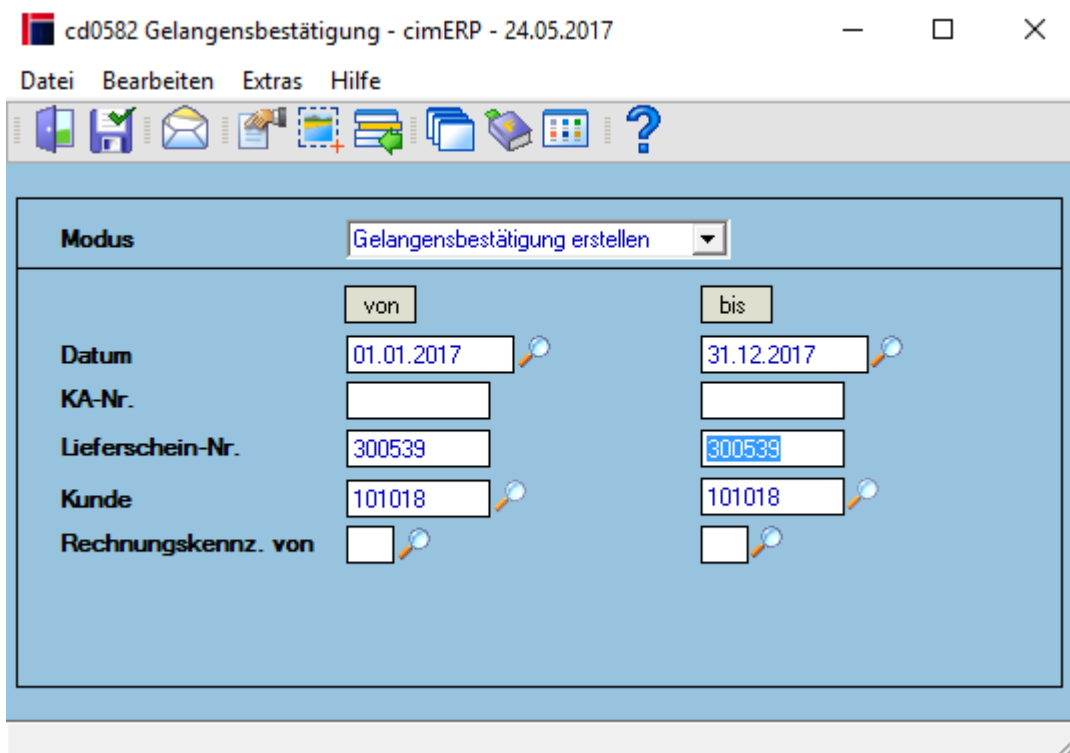 cd0582 Gelangensbestätigung - cimERP - 24.05.2017
Datei Bearbeiten Extras Hilfe
Modus Gelangensbestätigung erstellen
von bis
Datum 01.01.2017 31.12.2017
KA-Nr.
Lieferschein-Nr. 300539 300539
Kunde 101018 101018
Rechnungskennz. von